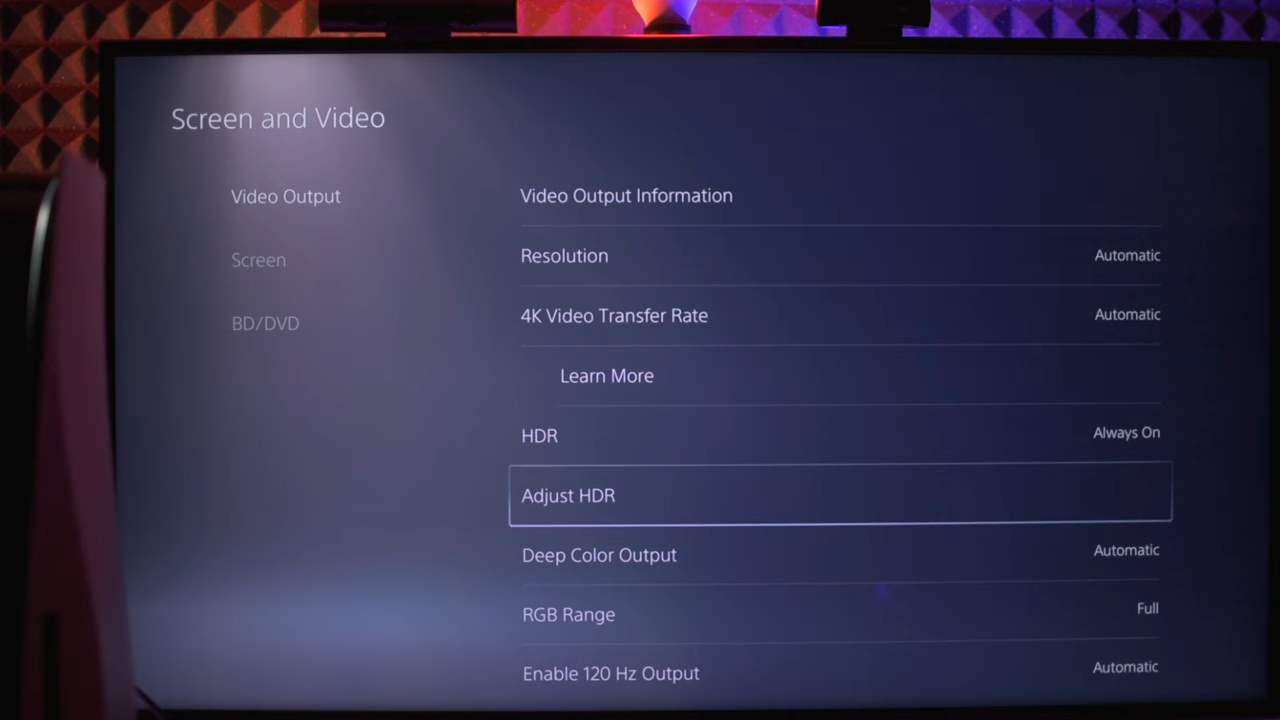 Screen and Video
Video Output
Screen
BD/DVD
Video Output Information
Resolution Automatic
4K Video Transfer Rate Automatic
Learn More
HDR Always On
Adjust HDR
Deep Color Output Automatic
RGB Range Full
Enable 120 Hz Output Automatic